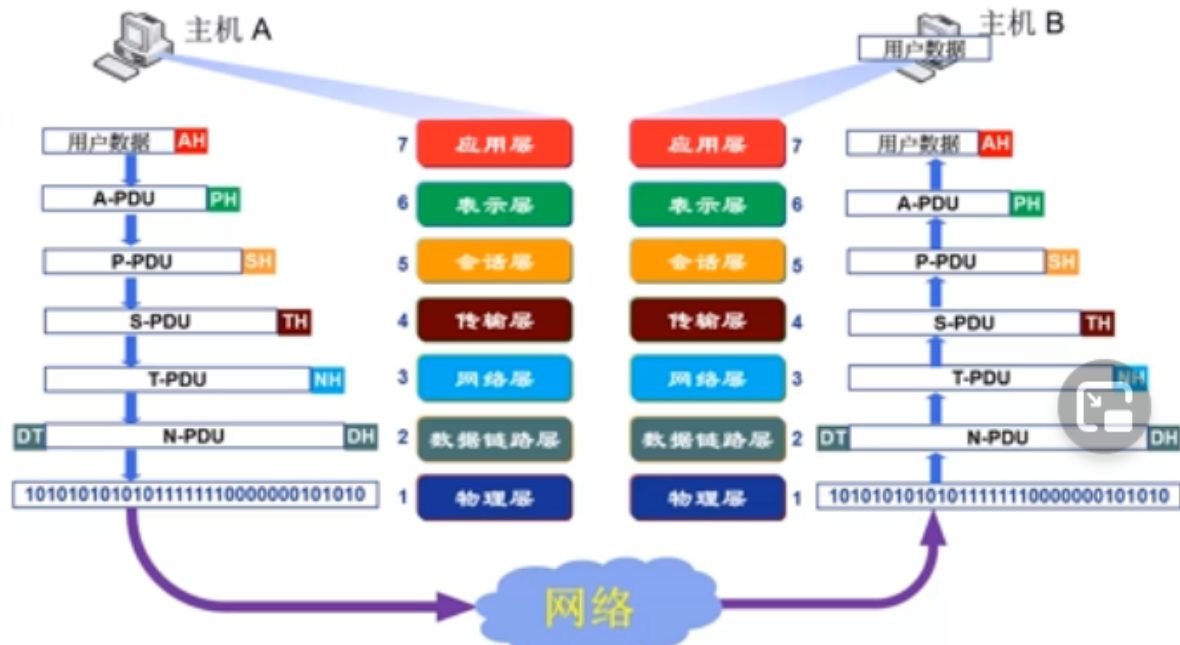 主机 A
主机 B
用户数据
用户数据 AH
7 应用层
应用层 7
用户数据 AH
A-PDU PH
6 表示层
表示层 6
A-PDU PH
P-PDU SH
5 会话层
会话层 5
P-PDU SH
S-PDU TH
4 传输层
传输层 4
S-PDU TH
T-PDU NH
3 网络层
网络层 3
T-PDU NH
DT N-PDU DH
2 数据链路层
数据链路层 2
DT N-PDU DH
1010101010101111111100000000101010
1 物理层
物理层 1
1010101010101111111100000000101010
网络